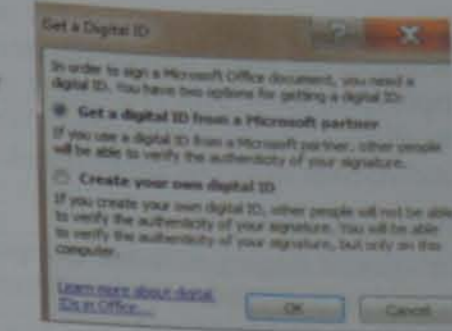 Get a Digital ID
In order to sign a Microsoft Office document, you need a
digital ID. You have two options for getting a digital ID:
Get a digital ID from a Microsoft partner
If you use a digital ID from a Microsoft partner, other people
will be able to verify the authenticity of your signature.
Create your own digital ID
If you create your own digital ID, other people will not be able
to verify the authenticity of your signature. You will be able
to verify the authenticity of your signature, but only on this
computer.
Learn more about digital
IDs in Office...
OK
Cancel